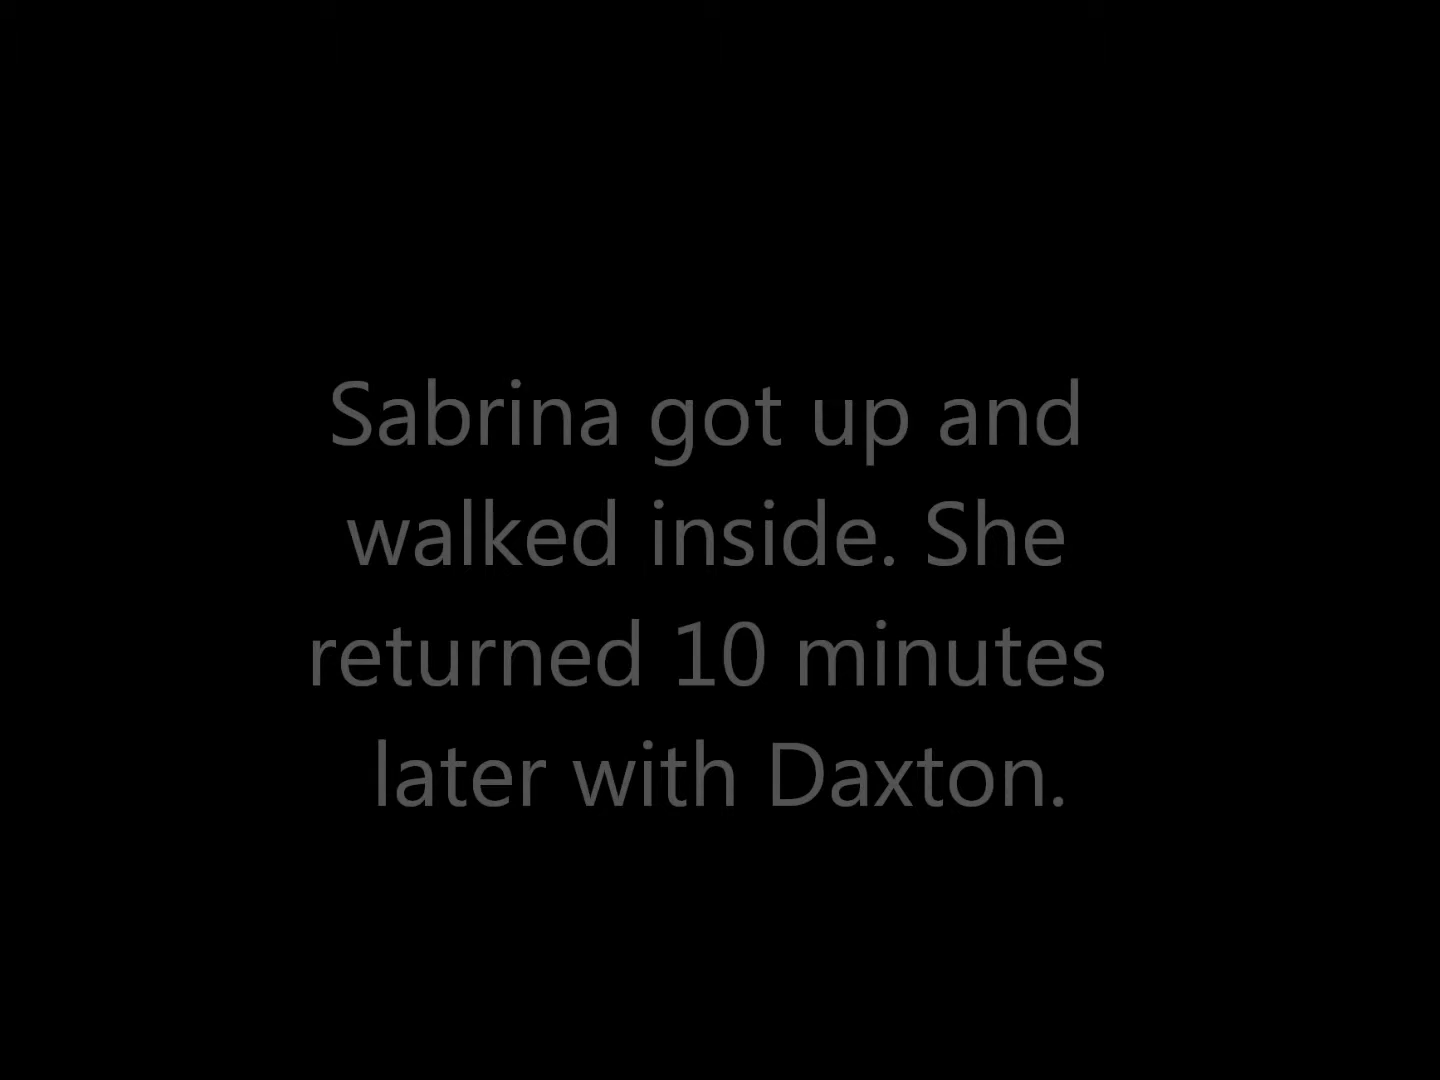 Sabrina got up and
walked inside. She
returned 10 minutes
later with Daxton.